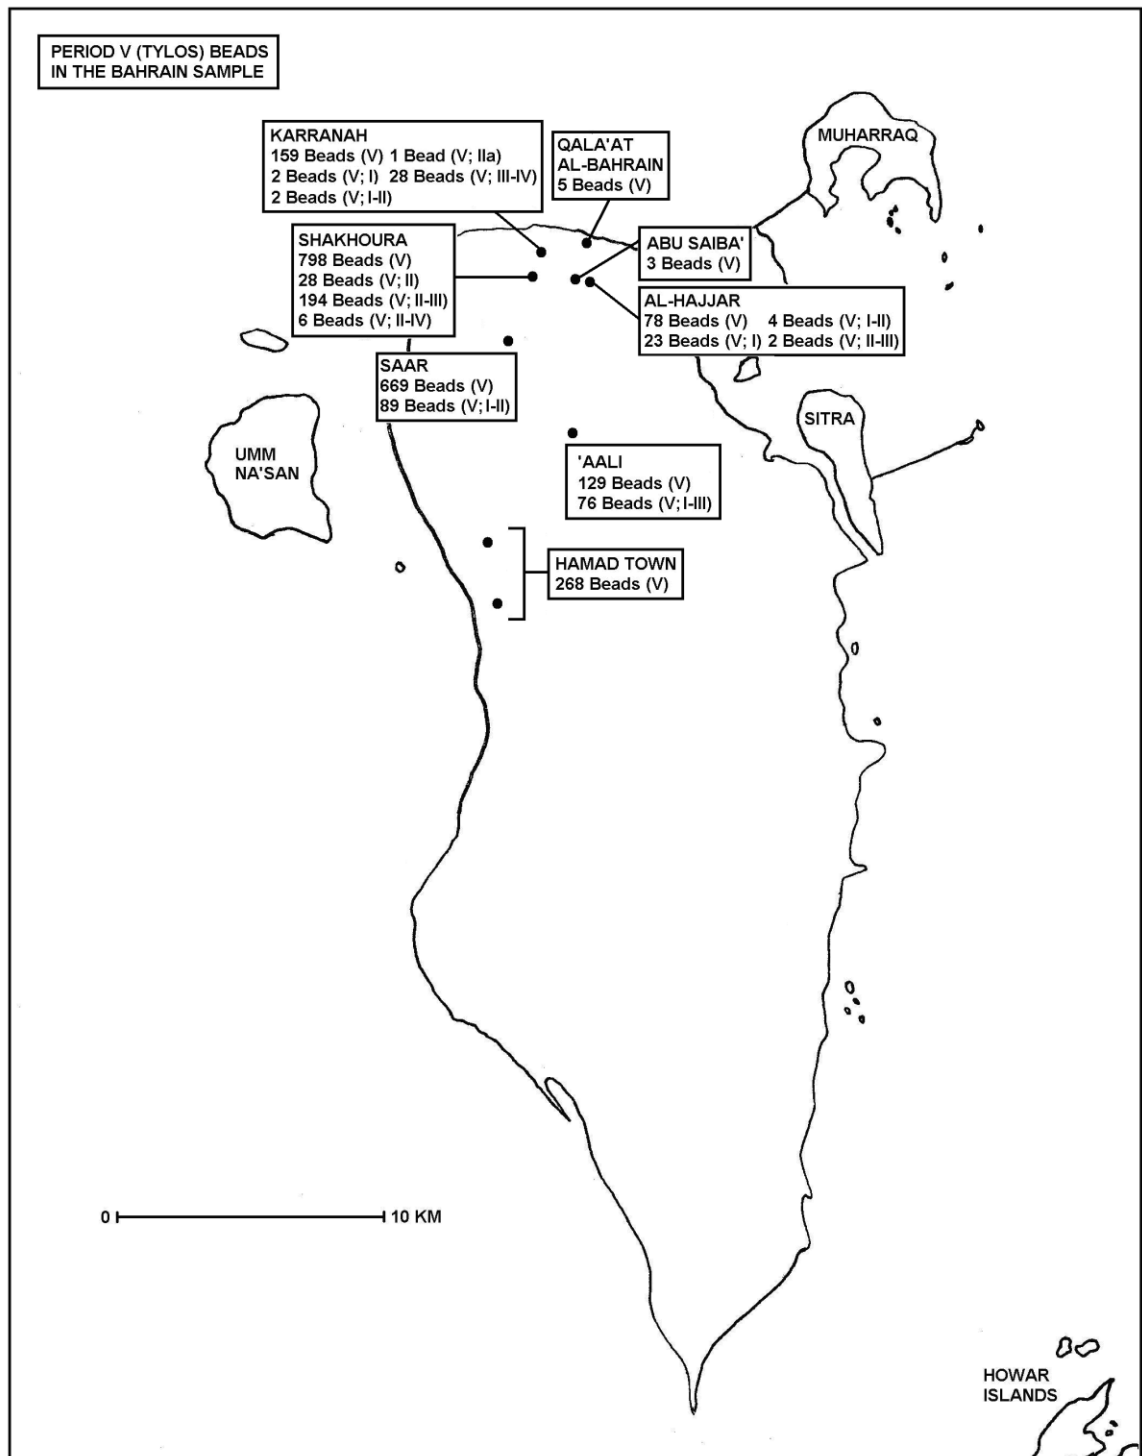 PERIOD V (TYLOS) BEADS
IN THE BAHRAIN SAMPLE
MUHARRAQ
KARRANAH
159 Beads (V) 1 Bead (V; IIa)
2 Beads (V; I) 28 Beads (V; III-IV)
2 Beads (V; I-II)
QALA'AT
AL-BAHRAIN
5 Beads (V)
SHAKHOURA
798 Beads (V)
28 Beads (V; II)
194 Beads (V; II-III)
6 Beads (V; II-IV)
ABU SAIBA'
3 Beads (V)
AL-HAJJAR
78 Beads (V) 4 Beads (V; I-II)
23 Beads (V; I) 2 Beads (V; II-III)
SAAR
669 Beads (V)
89 Beads (V; I-II)
SITRA
UMM
NA'SAN
'AALI
129 Beads (V)
76 Beads (V; I-III)
HAMAD TOWN
268 Beads (V)
0 10 KM
HOWAR
ISLANDS